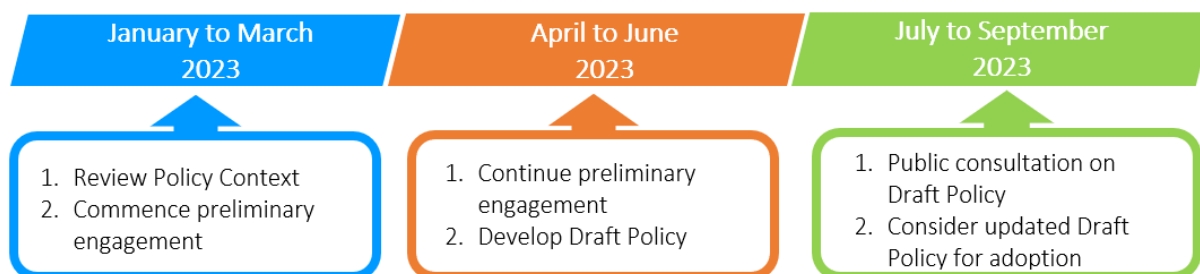 January to March
2023
April to June
2023
July to September
2023
1. Review Policy Context
2. Commence preliminary
engagement
1. Continue preliminary
engagement
2. Develop Draft Policy
1. Public consultation on
Draft Policy
2. Consider updated Draft
Policy for adoption